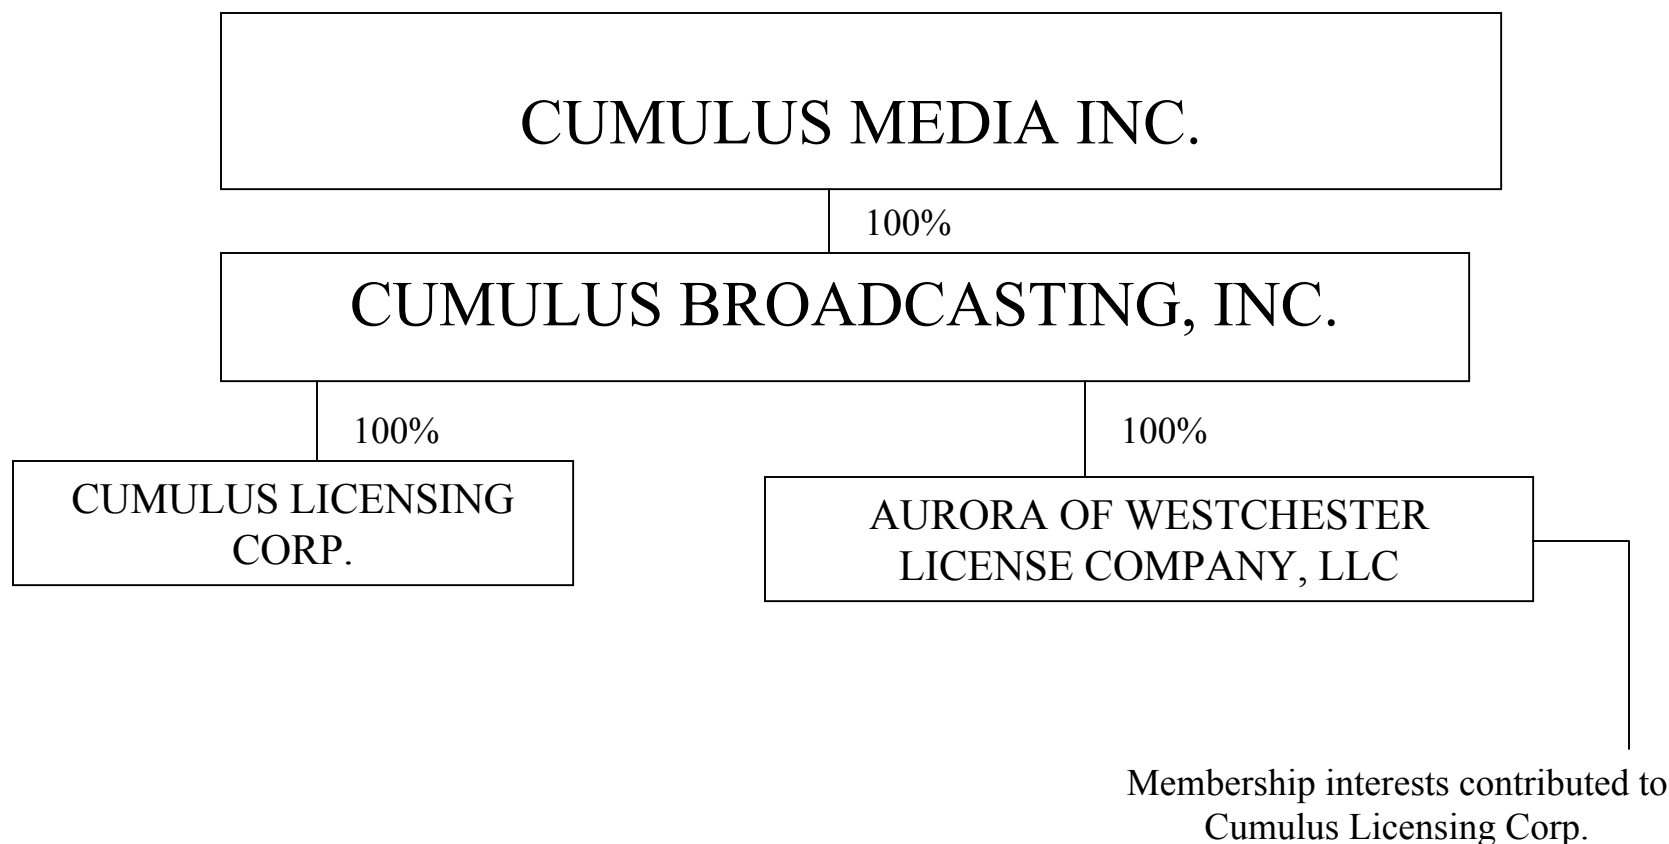 CUMULUS MEDIA INC.
100%
CUMULUS BROADCASTING, INC.
100%
100%
CUMULUS LICENSING
CORP.
AURORA OF WESTCHESTER
LICENSE COMPANY, LLC
Membership interests contributed to
Cumulus Licensing Corp.